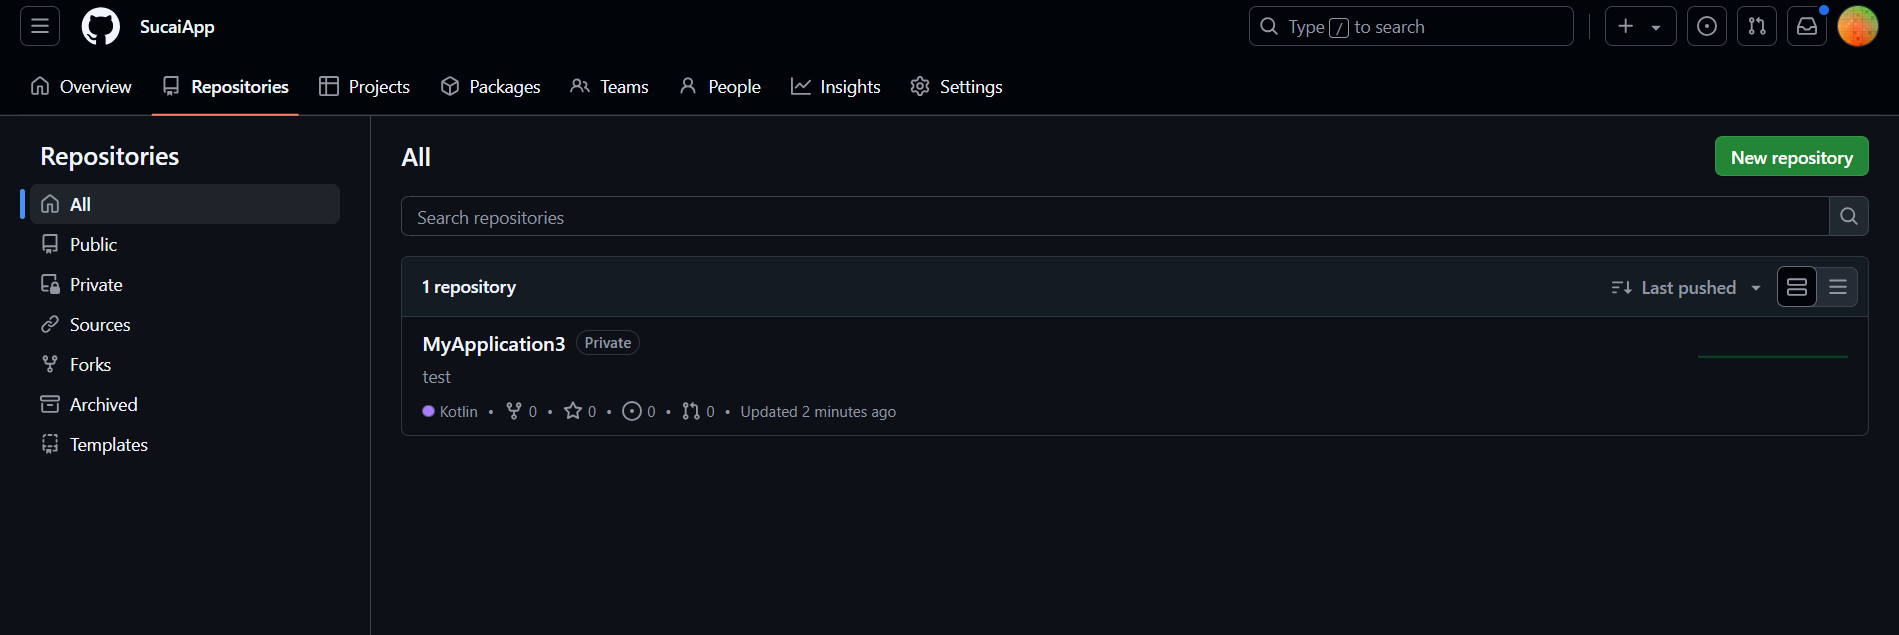 SucaiApp
Type / to search
Overview Repositories Projects Packages Teams People Insights Settings
Repositories
All
Public
Private
Sources
Forks
Archived
Templates
All
New repository
Search repositories
1 repository
Last pushed
MyApplication3 Private
test
Kotlin • 0 • 0 • 0 • 0 • Updated 2 minutes ago